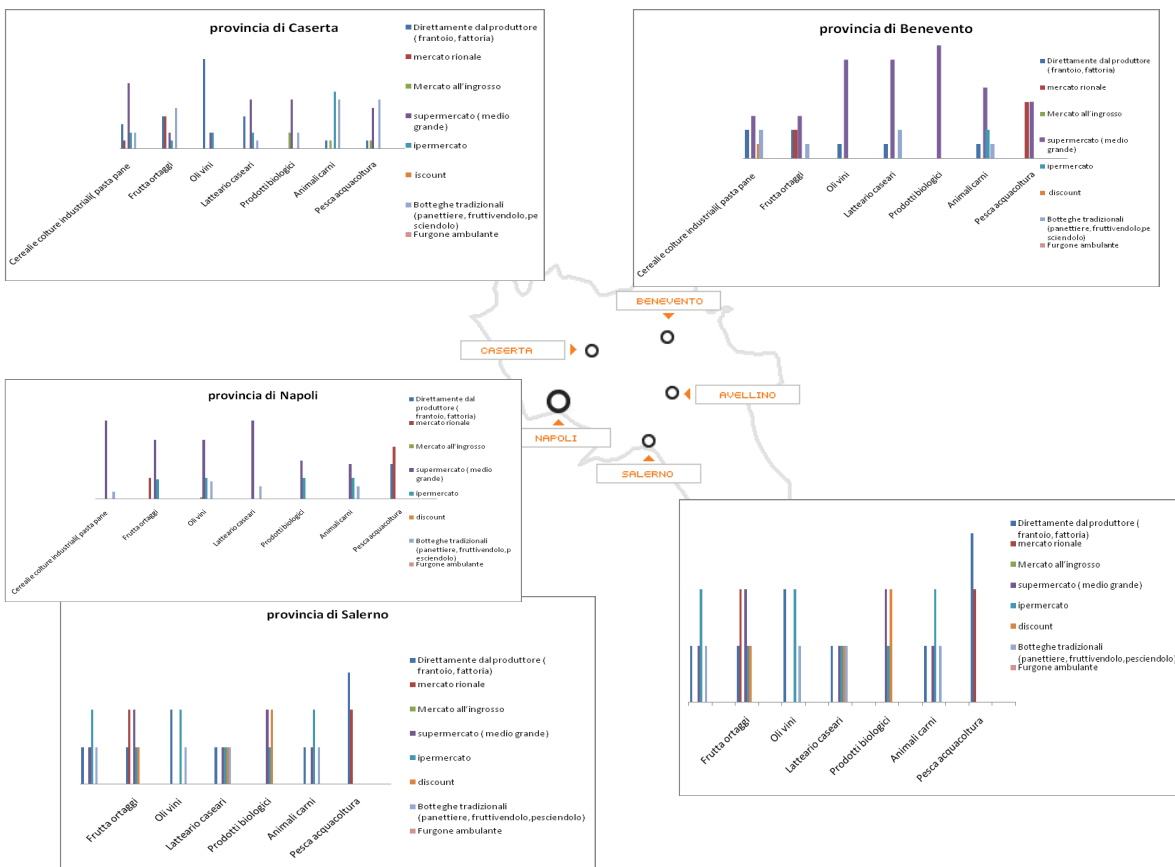 provincia di Caserta
Direttamente dal produttore
( frantoio, fattoria)
mercato rionale
Mercato all'ingrosso
supermercato ( medio
grande)
ipermercato
iscount
Botteghe tradizionali
(panettiere, fruttivendolo,pe
sciendolo)
Furgone ambulante
Cereali e colture industriali( pasta pane
Frutta ortaggi
Oli vini
Latteario caseari
Prodotti biologici
Animali carni
Pesca acquacoltura
provincia di Benevento
Direttamente dal produttore
( frantoio, fattoria)
mercato rionale
Mercato all'ingrosso
supermercato ( medio
grande)
ipermercato
discount
Botteghe tradizionali
(panettiere, fruttivendolo,pe
sciendolo)
Furgone ambulante
Cereali e colture industriali( pasta pane
Frutta ortaggi
Oli vini
Latteario caseari
Prodotti biologici
Animali carni
Pesca acquacoltura
BENEVENTO
CASERTA
AVELLINO
NAPOLI
SALERNO
provincia di Napoli
Direttamente dal
produttore (
frantoio, fattoria)
mercato rionale
Mercato all'ingrosso
supermercato ( medio
grande)
ipermercato
discount
Botteghe tradizionali
(panettiere, fruttivendolo,p
esciendolo)
Furgone ambulante
Cereali e colture industriali( pasta pane
Frutta ortaggi
Oli vini
Latteario caseari
Prodotti biologici
Animali carni
Pesca acquacoltura
provincia di Salerno
Direttamente dal produttore (
frantoio, fattoria)
mercato rionale
Mercato all'ingrosso
supermercato ( medio grande)
ipermercato
discount
Botteghe tradizionali
(panettiere, fruttivendolo,pesciendolo)
Furgone ambulante
Frutta ortaggi
Oli vini
Latteario caseari
Prodotti biologici
Animali carni
Pesca acquacoltura
Direttamente dal produttore (
frantoio, fattoria)
mercato rionale
Mercato all'ingrosso
supermercato ( medio grande)
ipermercato
discount
Botteghe tradizionali
(panettiere, fruttivendolo,pesciendolo)
Furgone ambulante
Frutta ortaggi
Oli vini
Latteario caseari
Prodotti biologici
Animali carni
Pesca acquacoltura